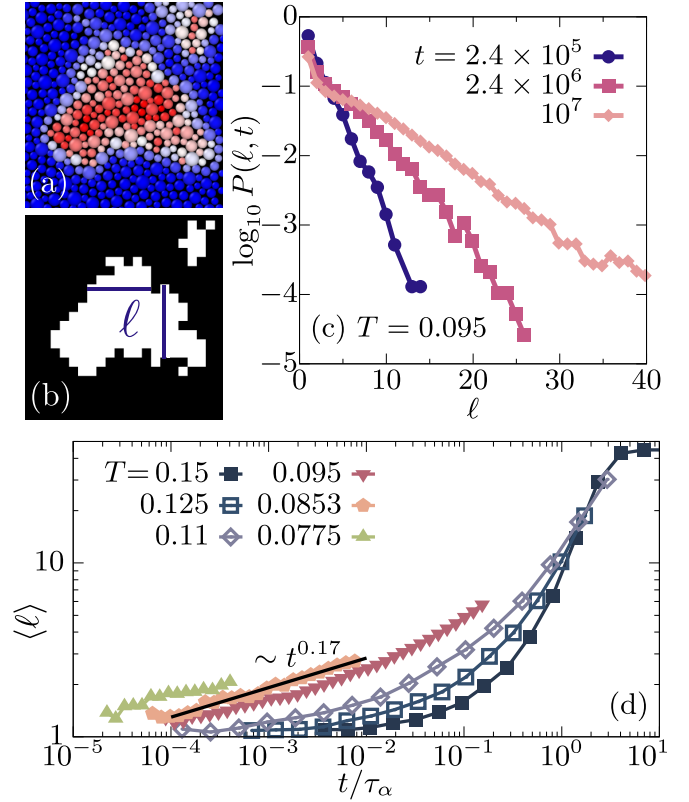 (a)
(b)
ℓ
log₁₀ P(ℓ, t)
0
−1
−2
−3
−4
−5
t = 2.4 × 10⁵
2.4 × 10⁶
10⁷
(c) T = 0.095
0 10 20 30 40
ℓ
⟨ℓ⟩
10
1
T = 0.15 0.095
0.125 0.0853
0.11 0.0775
∼ t^0.17
(d)
10⁻⁵ 10⁻⁴ 10⁻³ 10⁻² 10⁻¹ 10⁰ 10¹
t/τ_α